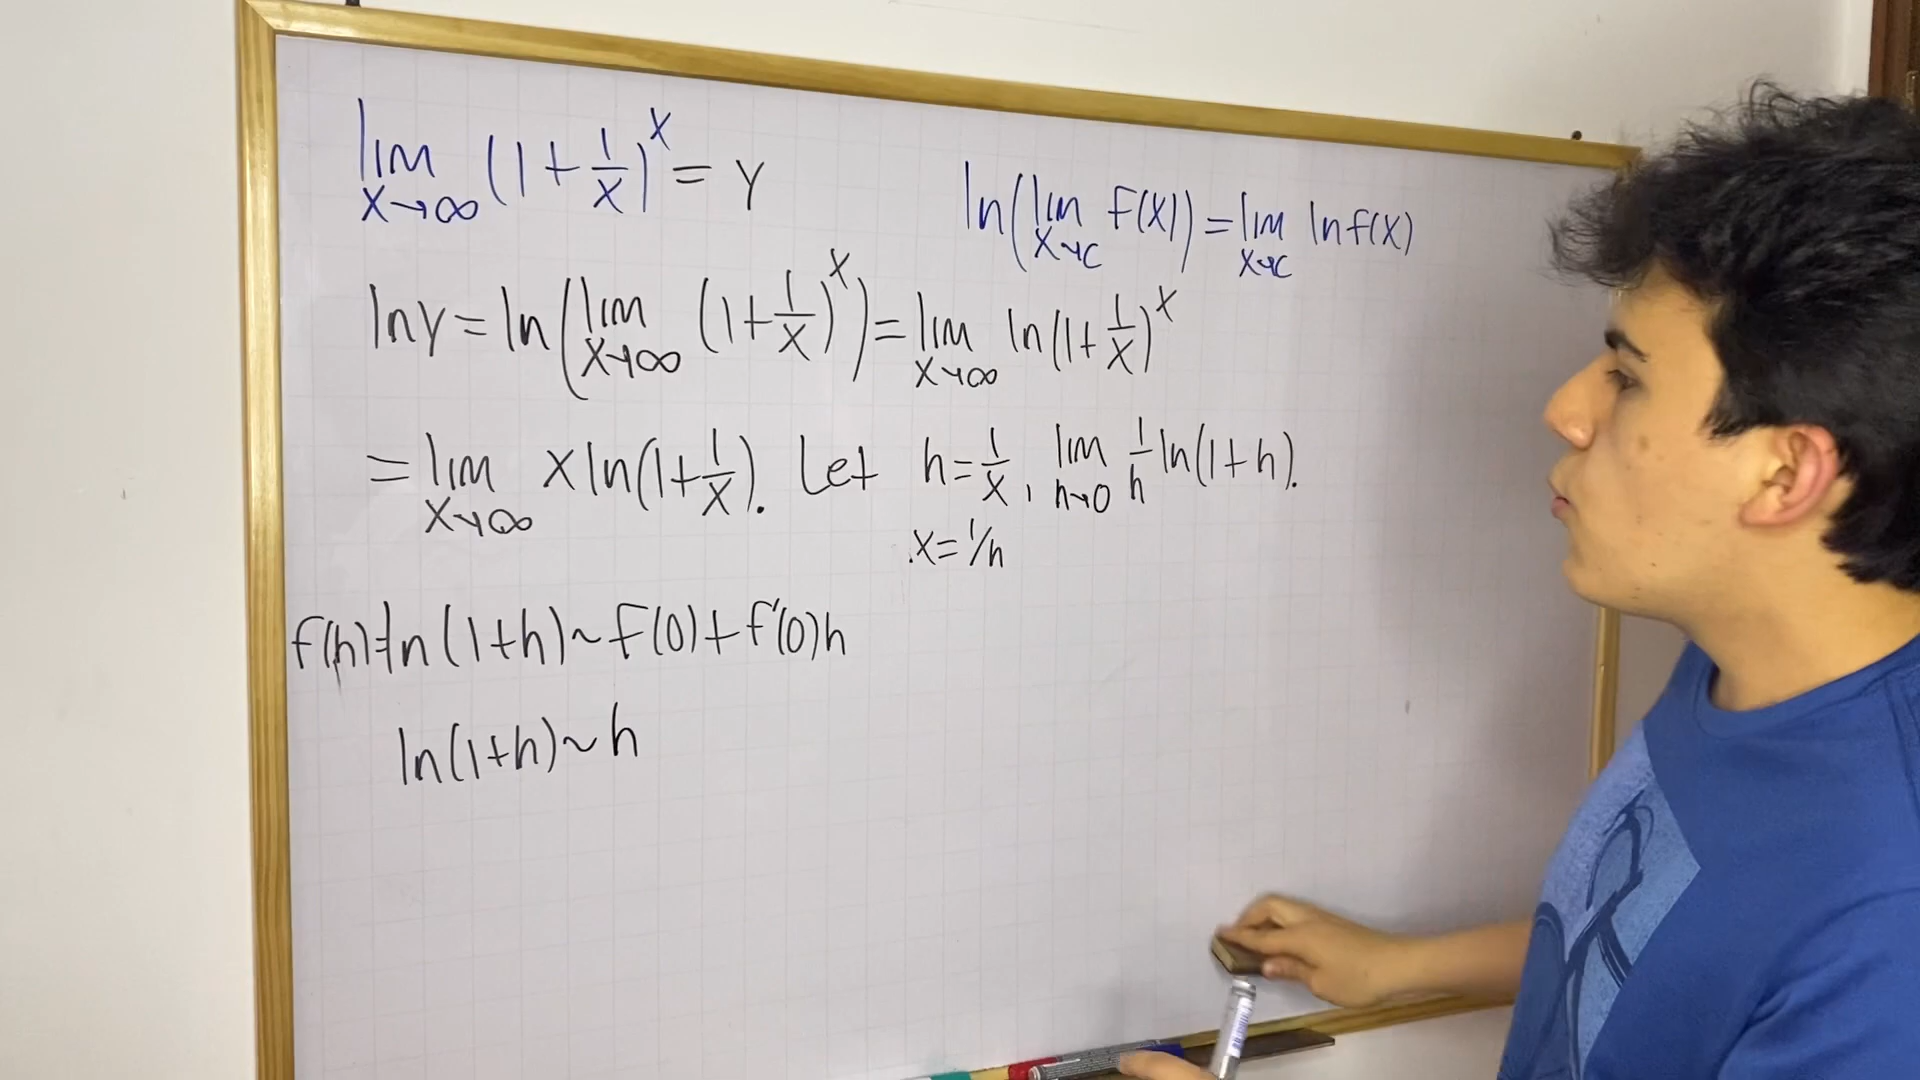 lim x→∞ (1+1/x)^x = y
ln(lim x→c f(x)) = lim x→c ln f(x)
ln y = ln(lim x→∞ (1+1/x)^x) = lim x→∞ ln(1+1/x)^x
= lim x→∞ x ln(1+1/x). Let h=1/x, lim h→0 1/h ln(1+h).
x=1/h
f(h)=ln(1+h)~f(0)+f'(0)h
ln(1+h)~h